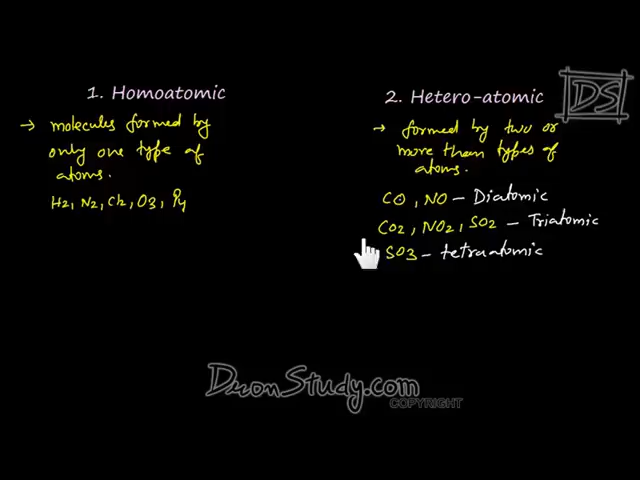 1. Homoatomic
→ molecules formed by
only one type of
atoms.
H2, N2, Cl2, O3, P4
2. Hetero-atomic
→ formed by two or
more than types of
atoms.
CO, NO - Diatomic
CO2, NO2, SO2 - Triatomic
SO3 - tetraatomic
DS
DronStudy.com
COPYRIGHT